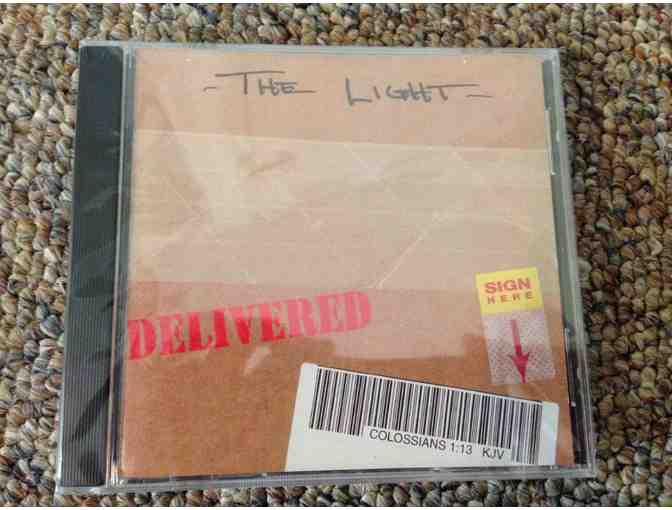 - THE LIGHT -
DELIVERED
SIGN
HERE
COLOSSIANS 1:13 KJV